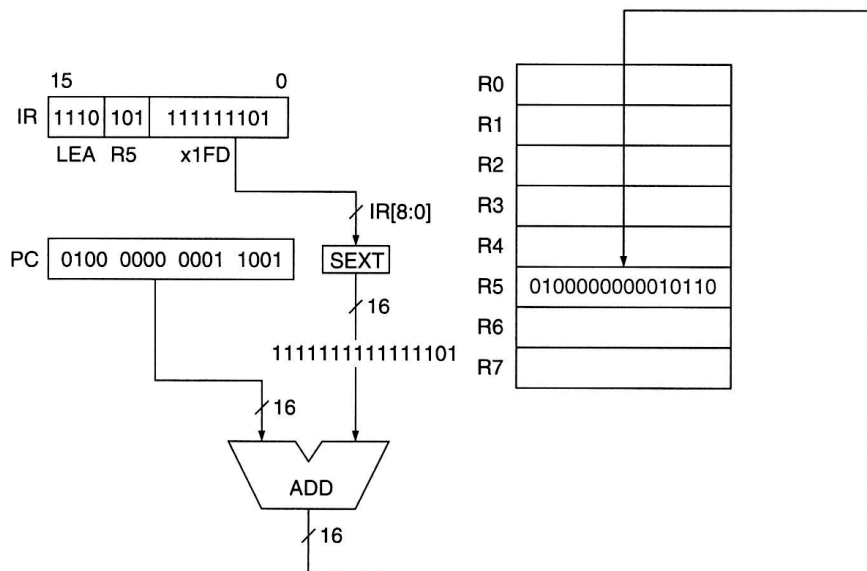 15 0
IR 1110 101 111111101
LEA R5 x1FD
IR[8:0]
PC 0100 0000 0001 1001
SEXT
16
1111111111111101
16
ADD
16
R0
R1
R2
R3
R4
R5 0100000000010110
R6
R7